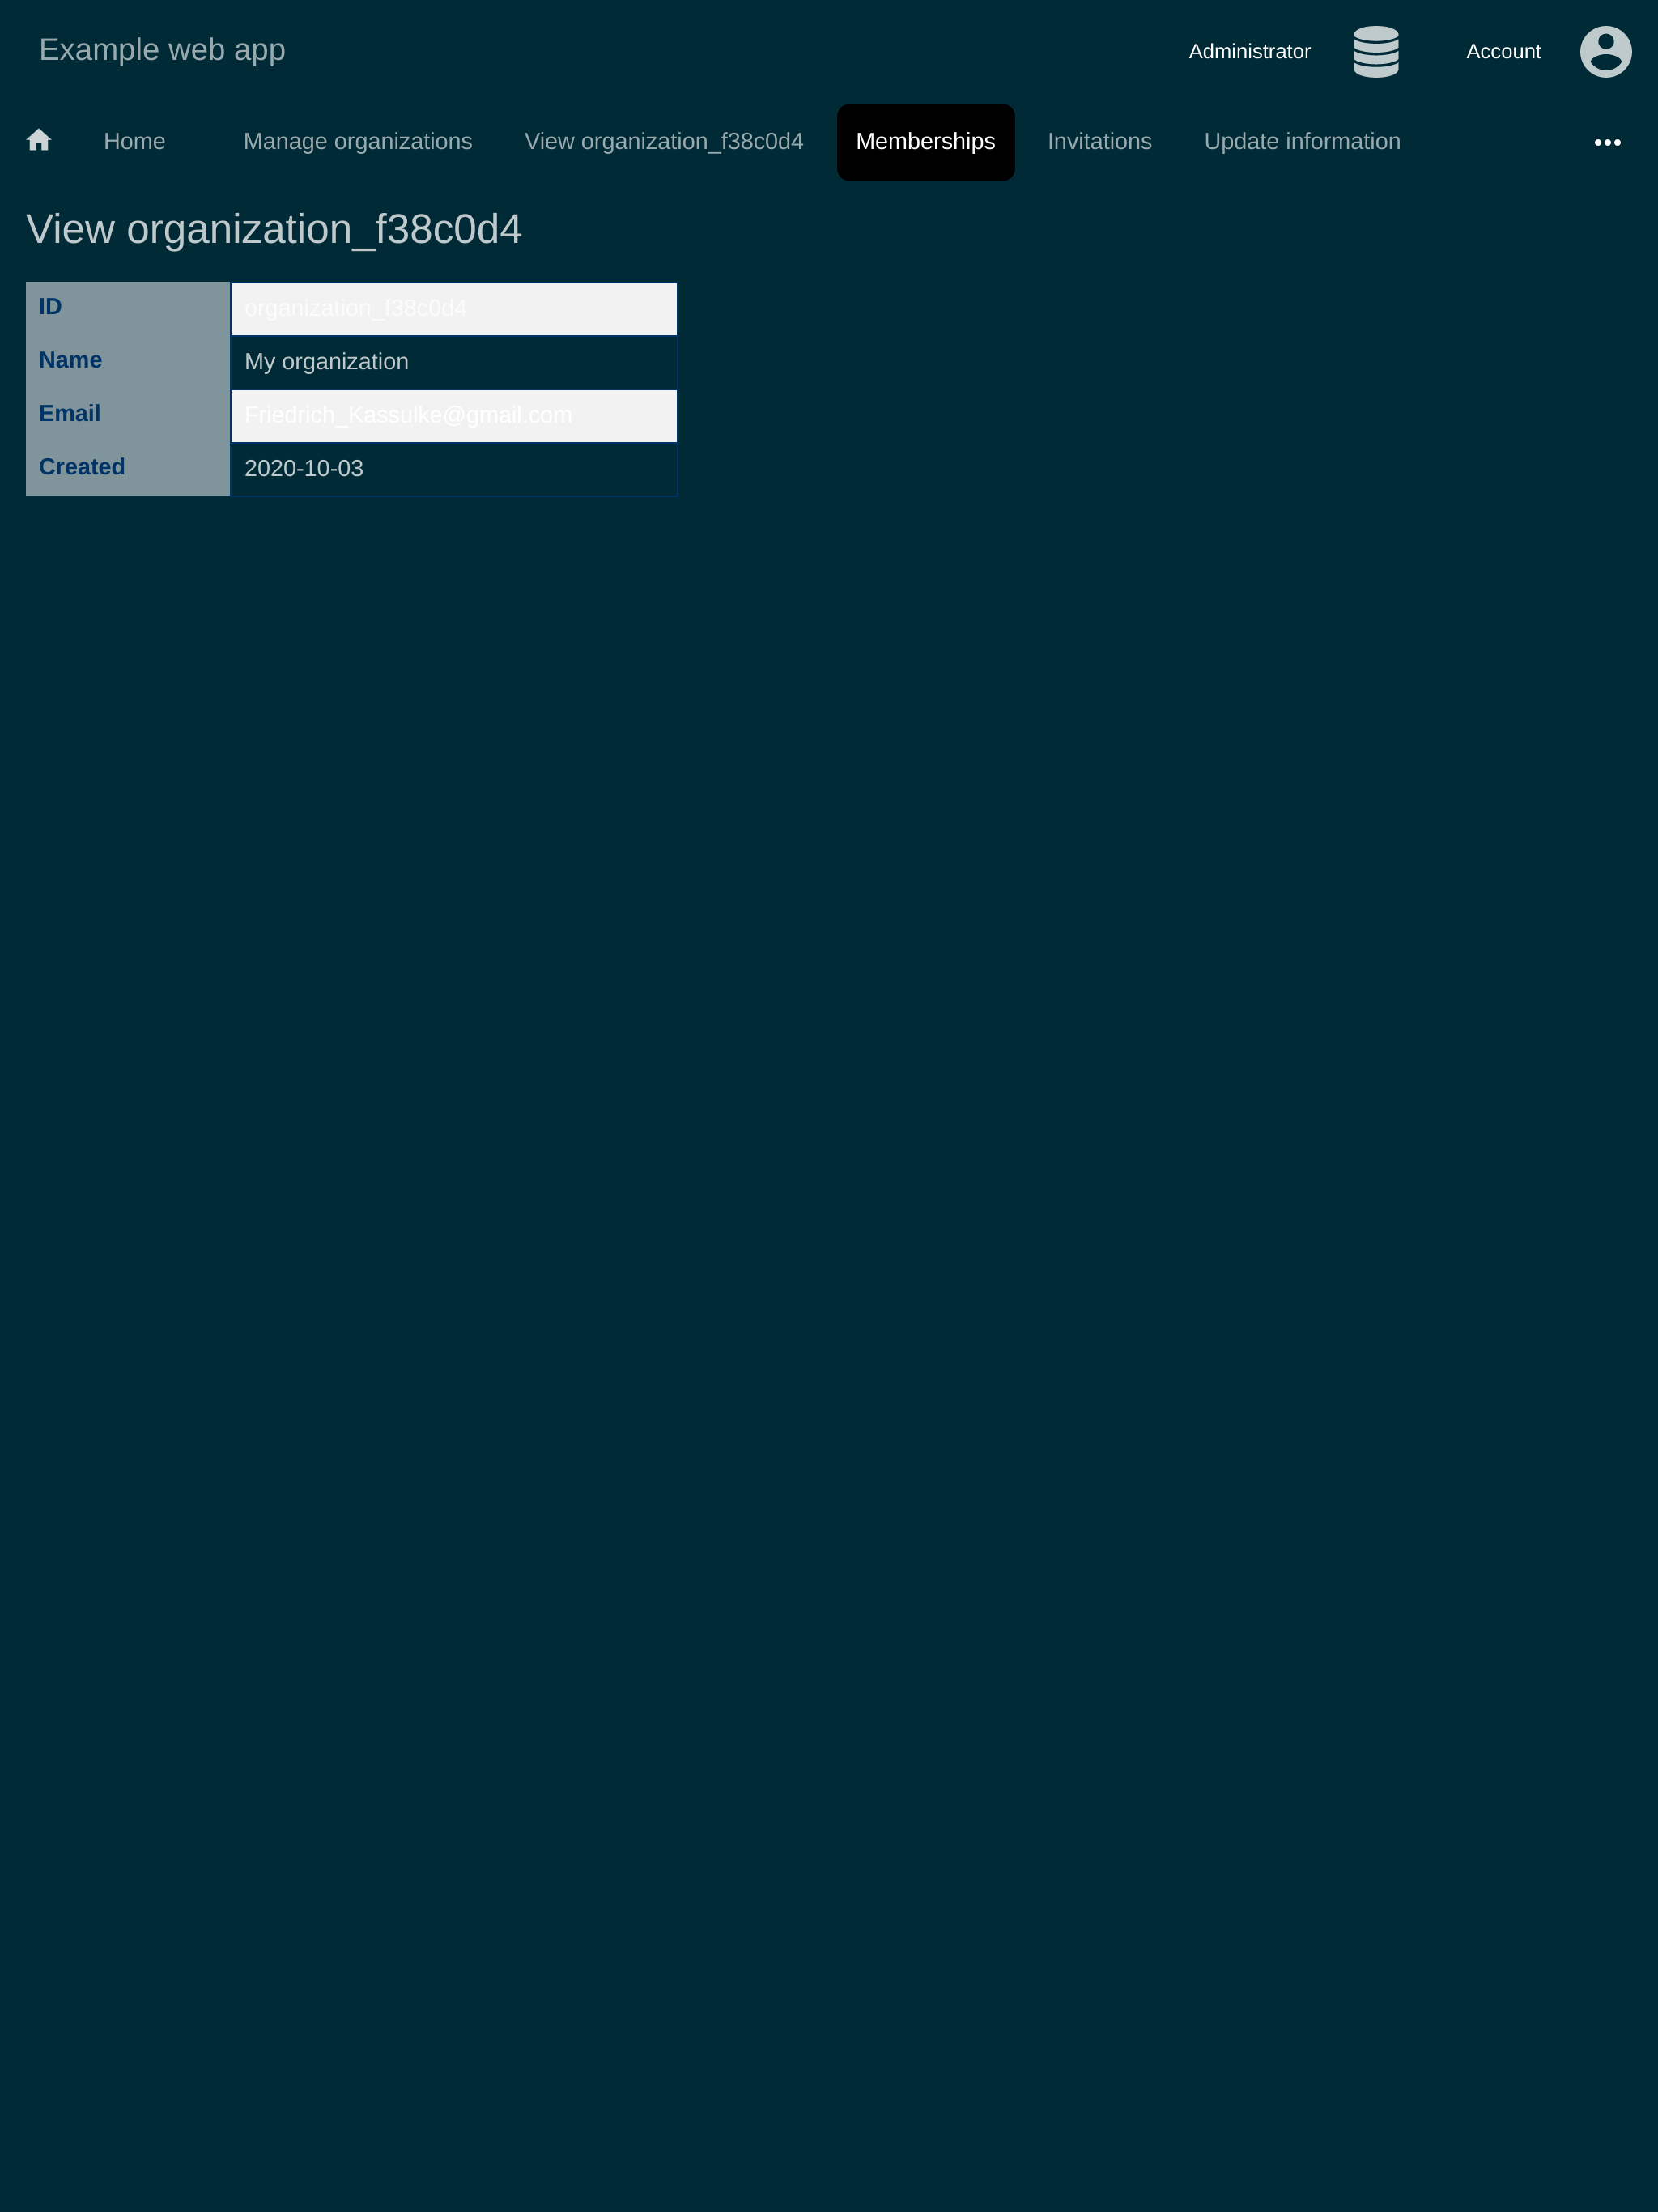 Example web app
Administrator
Account
Home
Manage organizations
View organization_f38c0d4
Memberships
Invitations
Update information
View organization_f38c0d4
ID organization_f38c0d4
Name My organization
Email Friedrich_Kassulke@gmail.com
Created 2020-10-03